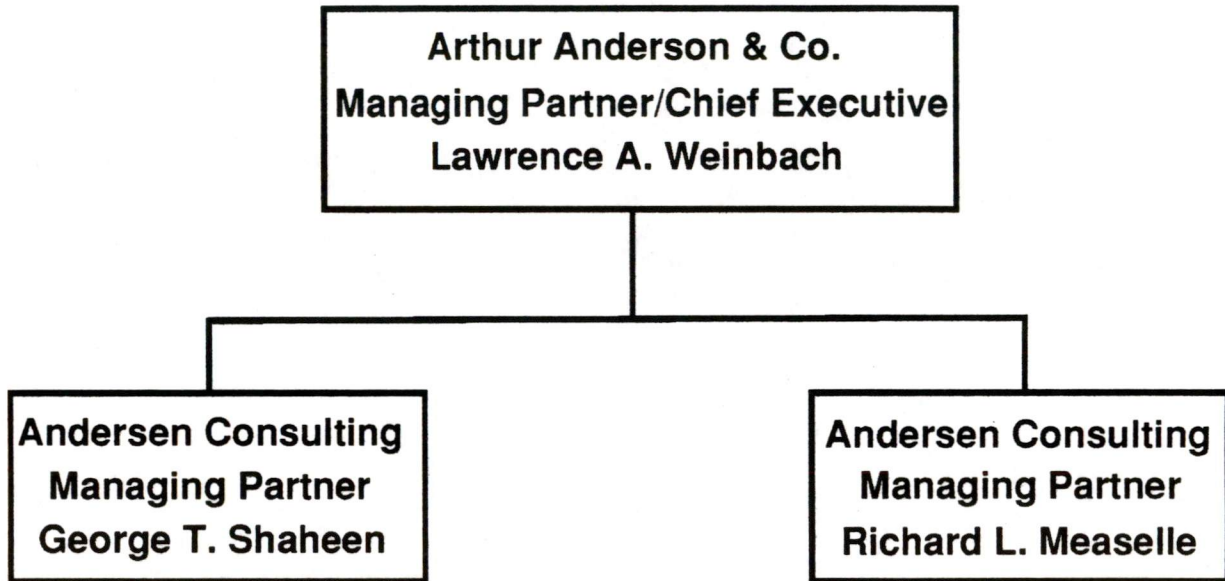 Arthur Anderson & Co.
Managing Partner/Chief Executive
Lawrence A. Weinbach
Andersen Consulting
Managing Partner
George T. Shaheen
Andersen Consulting
Managing Partner
Richard L. Measelle